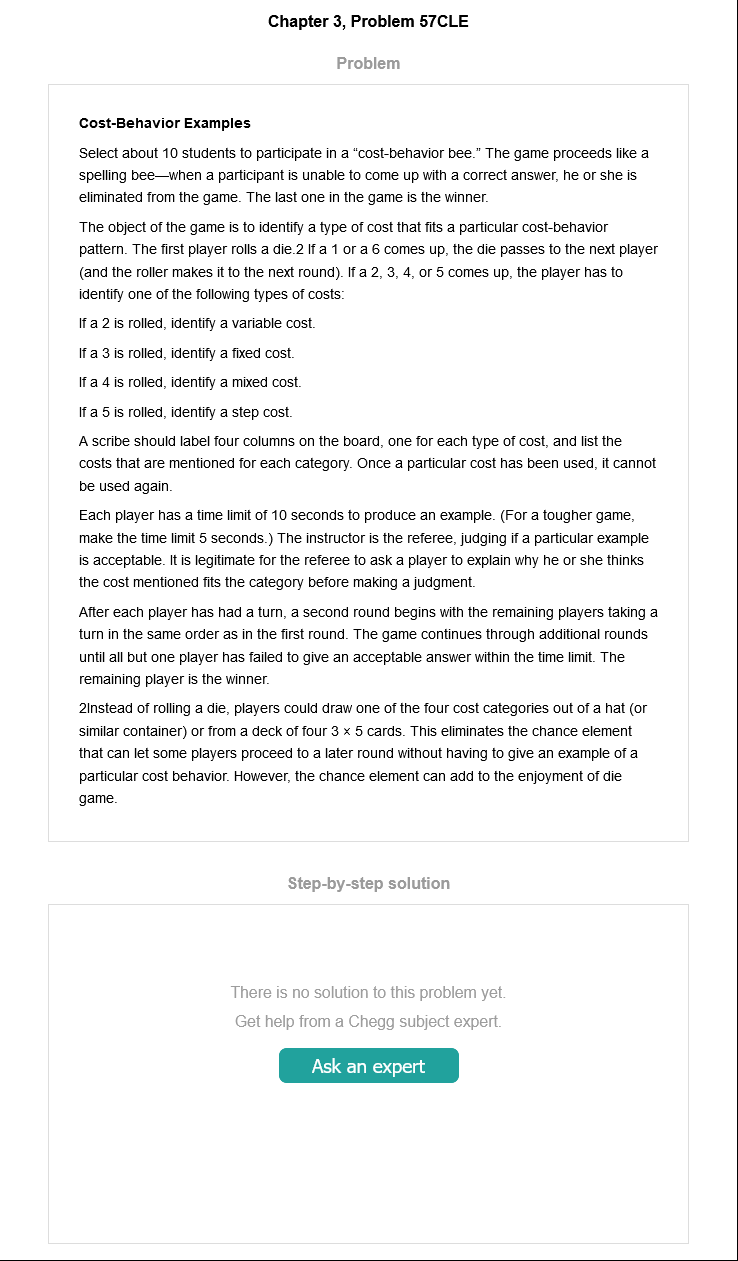 Chapter 3, Problem 57CLE
Problem
Cost-Behavior Examples
Select about 10 students to participate in a “cost-behavior bee.” The game proceeds like a
spelling bee—when a participant is unable to come up with a correct answer, he or she is
eliminated from the game. The last one in the game is the winner.
The object of the game is to identify a type of cost that fits a particular cost-behavior
pattern. The first player rolls a die.2 If a 1 or a 6 comes up, the die passes to the next player
(and the roller makes it to the next round). If a 2, 3, 4, or 5 comes up, the player has to
identify one of the following types of costs:
If a 2 is rolled, identify a variable cost.
If a 3 is rolled, identify a fixed cost.
If a 4 is rolled, identify a mixed cost.
If a 5 is rolled, identify a step cost.
A scribe should label four columns on the board, one for each type of cost, and list the
costs that are mentioned for each category. Once a particular cost has been used, it cannot
be used again.
Each player has a time limit of 10 seconds to produce an example. (For a tougher game,
make the time limit 5 seconds.) The instructor is the referee, judging if a particular example
is acceptable. It is legitimate for the referee to ask a player to explain why he or she thinks
the cost mentioned fits the category before making a judgment.
After each player has had a turn, a second round begins with the remaining players taking a
turn in the same order as in the first round. The game continues through additional rounds
until all but one player has failed to give an acceptable answer within the time limit. The
remaining player is the winner.
2Instead of rolling a die, players could draw one of the four cost categories out of a hat (or
similar container) or from a deck of four 3 × 5 cards. This eliminates the chance element
that can let some players proceed to a later round without having to give an example of a
particular cost behavior. However, the chance element can add to the enjoyment of die
game.
Step-by-step solution
There is no solution to this problem yet.
Get help from a Chegg subject expert.
Ask an expert